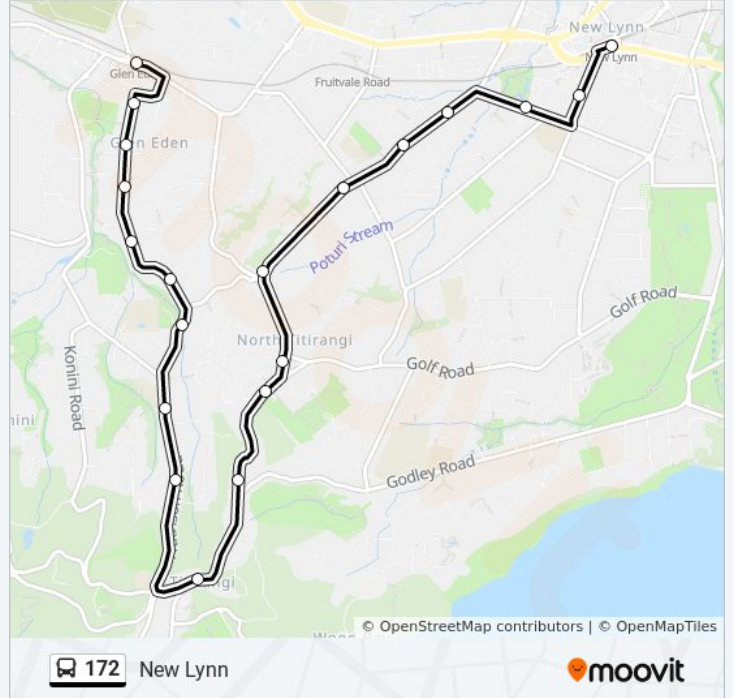 New Lynn
New Lynn
Glen Eden
Fruitvale Road
Glen Eden
Poturi Stream
Golf Road
North Titirangi
Konini Road
Golf Road
Godley Road
Titirangi
© OpenStreetMap contributors | © OpenMapTiles
172 New Lynn
moovit